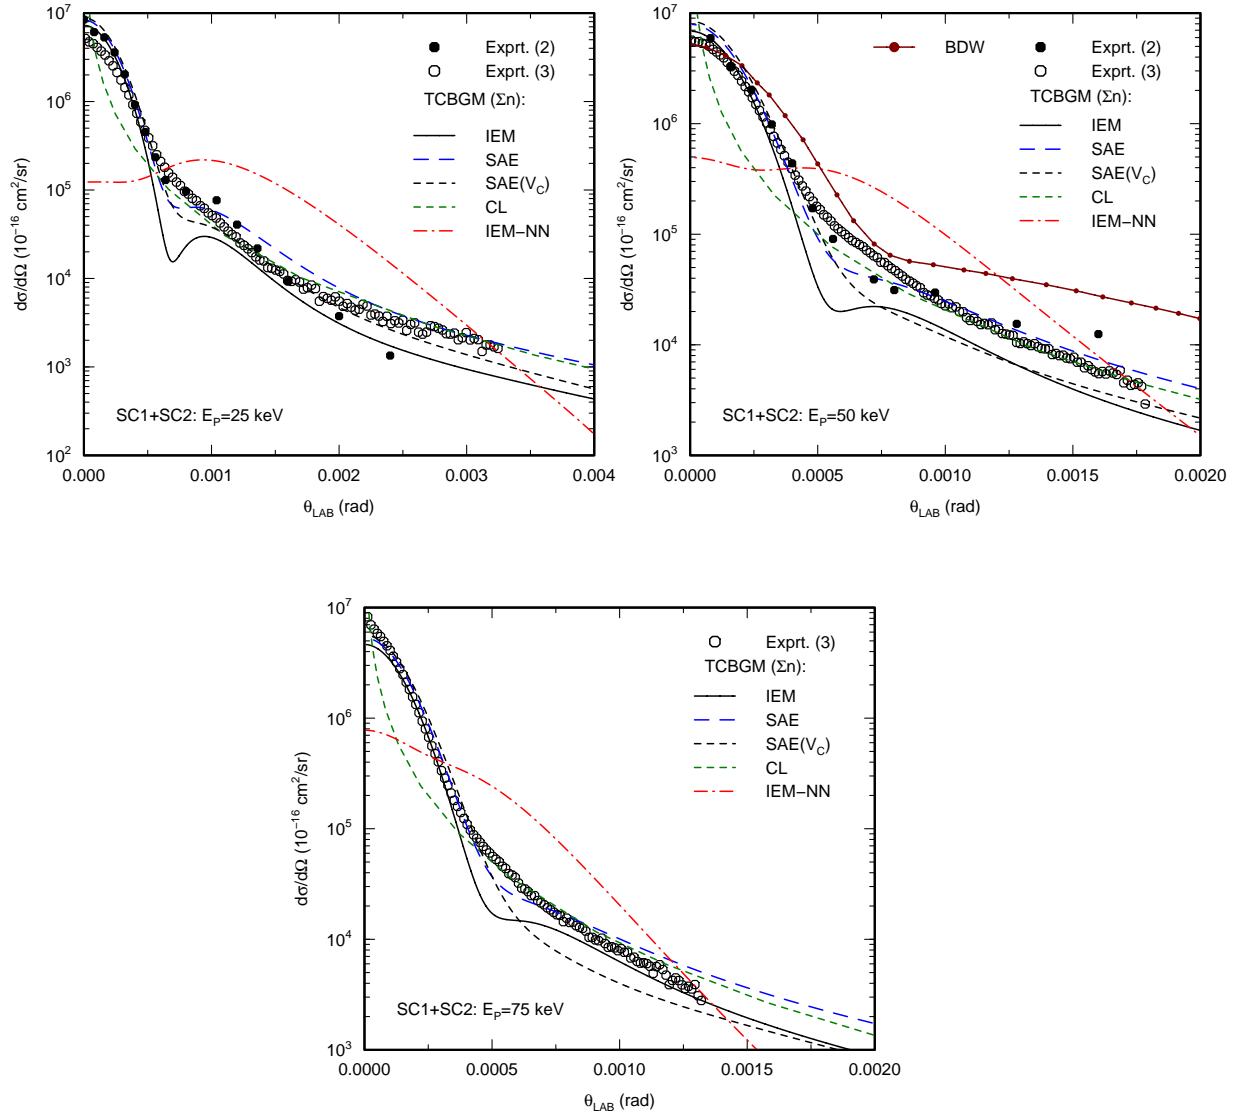 10^7
10^6
10^5
10^4
10^3
10^2
dσ/dΩ (10^−16 cm^2/sr)
Exprt. (2)
Exprt. (3)
TCBGM (Σn):
IEM
SAE
SAE(V_C)
CL
IEM−NN
SC1+SC2: E_P=25 keV
0.000 0.001 0.002 0.003 0.004
θ_LAB (rad)
10^7
10^6
10^5
10^4
10^3
dσ/dΩ (10^−16 cm^2/sr)
BDW Exprt. (2)
Exprt. (3)
TCBGM (Σn):
IEM
SAE
SAE(V_C)
CL
IEM−NN
SC1+SC2: E_P=50 keV
0.0000 0.0005 0.0010 0.0015 0.0020
θ_LAB (rad)
10^7
10^6
10^5
10^4
10^3
dσ/dΩ (10^−16 cm^2/sr)
Exprt. (3)
TCBGM (Σn):
IEM
SAE
SAE(V_C)
CL
IEM−NN
SC1+SC2: E_P=75 keV
0.0000 0.0005 0.0010 0.0015 0.0020
θ_LAB (rad)